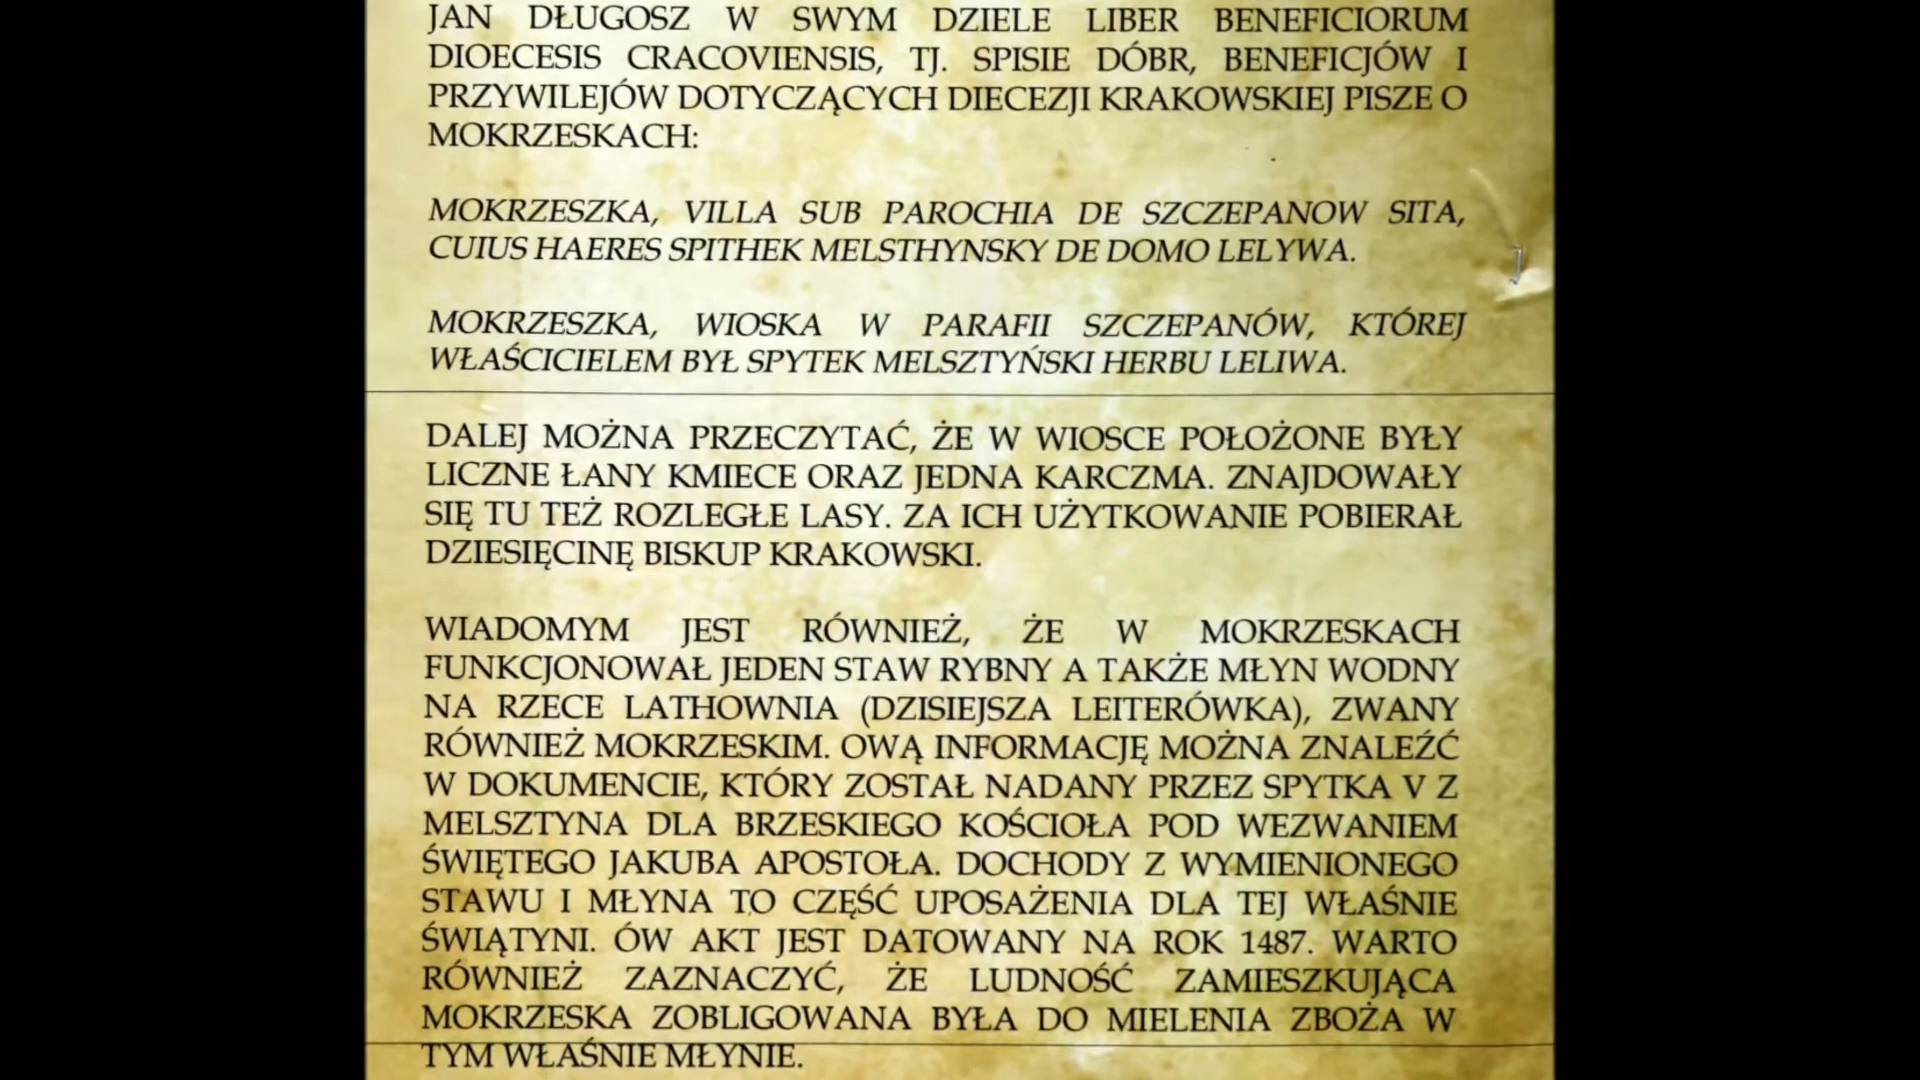 JAN DŁUGOSZ W SWYM DZIELE LIBER BENEFICIORUM
DIOECESIS CRACOVIENSIS, TJ. SPISIE DÓBR, BENEFICJÓW I
PRZYWILEJÓW DOTYCZĄCYCH DIECEZJI KRAKOWSKIEJ PISZE O
MOKRZESKACH:
MOKRZESZKA, VILLA SUB PAROCHIA DE SZCZEPANOW SITA,
CUIUS HAERES SPITHEK MELSTHYNSKY DE DOMO LELYWA.
MOKRZESZKA, WIOSKA W PARAFII SZCZEPANÓW, KTÓREJ
WŁAŚCICIELEM BYŁ SPYTEK MELSZTYŃSKI HERBU LELIWA.
DALEJ MOŻNA PRZECZYTAĆ, ŻE W WIOSCE POŁOŻONE BYŁY
LICZNE ŁANY KMIECE ORAZ JEDNA KARCZMA. ZNAJDOWAŁY
SIĘ TU TEŻ ROZLEGŁE LASY. ZA ICH UŻYTKOWANIE POBIERAŁ
DZIESIĘCINĘ BISKUP KRAKOWSKI.
WIADOMYM JEST RÓWNIEŻ, ŻE W MOKRZESKACH
FUNKCJONOWAŁ JEDEN STAW RYBNY A TAKŻE MŁYN WODNY
NA RZECE LATHOWNIA (DZISIEJSZA LEITERÓWKA), ZWANY
RÓWNIEŻ MOKRZESKIM. OWĄ INFORMACJĘ MOŻNA ZNALEŹĆ
W DOKUMENCIE, KTÓRY ZOSTAŁ NADANY PRZEZ SPYTKA V Z
MELSZTYNA DLA BRZESKIEGO KOŚCIOŁA POD WEZWANIEM
ŚWIĘTEGO JAKUBA APOSTOŁA. DOCHODY Z WYMIENIONEGO
STAWU I MŁYNA TO CZĘŚĆ UPOSAŻENIA DLA TEJ WŁAŚNIE
ŚWIĄTYNI. ÓW AKT JEST DATOWANY NA ROK 1487. WARTO
RÓWNIEŻ ZAZNACZYĆ, ŻE LUDNOŚĆ ZAMIESZKUJĄCA
MOKRZESKA ZOBLIGOWANA BYŁA DO MIELENIA ZBOŻA W
TYM WŁAŚNIE MŁYNIE.